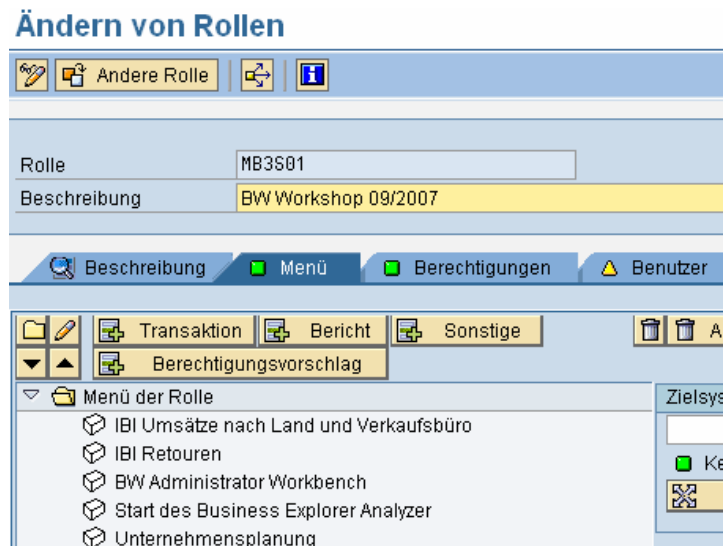 Ändern von Rollen
Andere Rolle
Rolle MB3S01
Beschreibung BW Workshop 09/2007
Beschreibung Menü Berechtigungen Benutzer
Transaktion Bericht Sonstige A
Berechtigungsvorschlag
Menü der Rolle Zielsys
IBI Umsätze nach Land und Verkaufsbüro
IBI Retouren Ke
BW Administrator Workbench
Start des Business Explorer Analyzer
Unternehmensplanung